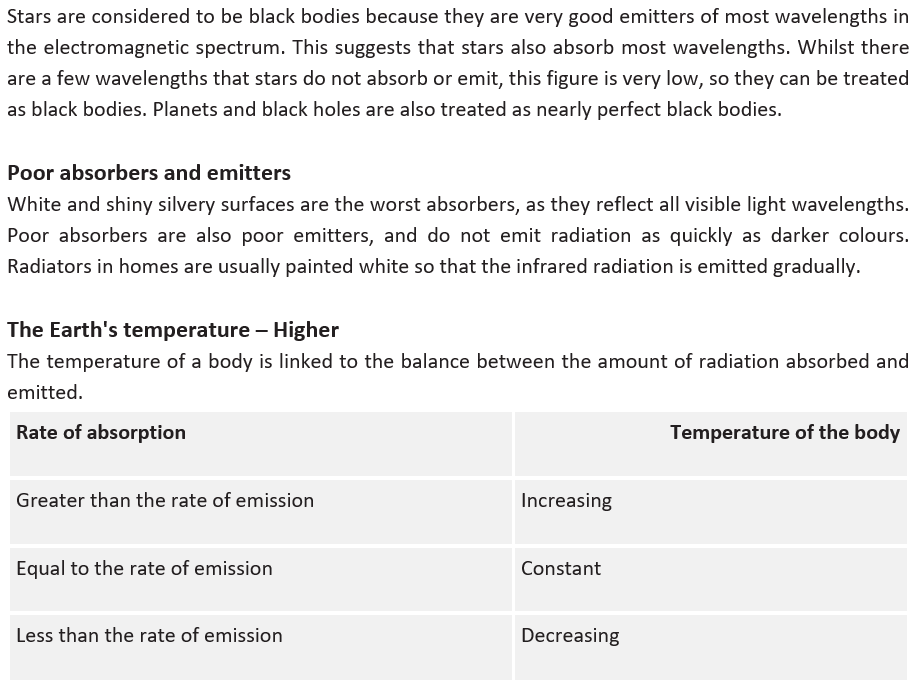 Stars are considered to be black bodies because they are very good emitters of most wavelengths in
the electromagnetic spectrum. This suggests that stars also absorb most wavelengths. Whilst there
are a few wavelengths that stars do not absorb or emit, this figure is very low, so they can be treated
as black bodies. Planets and black holes are also treated as nearly perfect black bodies.
Poor absorbers and emitters
White and shiny silvery surfaces are the worst absorbers, as they reflect all visible light wavelengths.
Poor absorbers are also poor emitters, and do not emit radiation as quickly as darker colours.
Radiators in homes are usually painted white so that the infrared radiation is emitted gradually.
The Earth's temperature – Higher
The temperature of a body is linked to the balance between the amount of radiation absorbed and
emitted.
Rate of absorption Temperature of the body
Greater than the rate of emission Increasing
Equal to the rate of emission Constant
Less than the rate of emission Decreasing